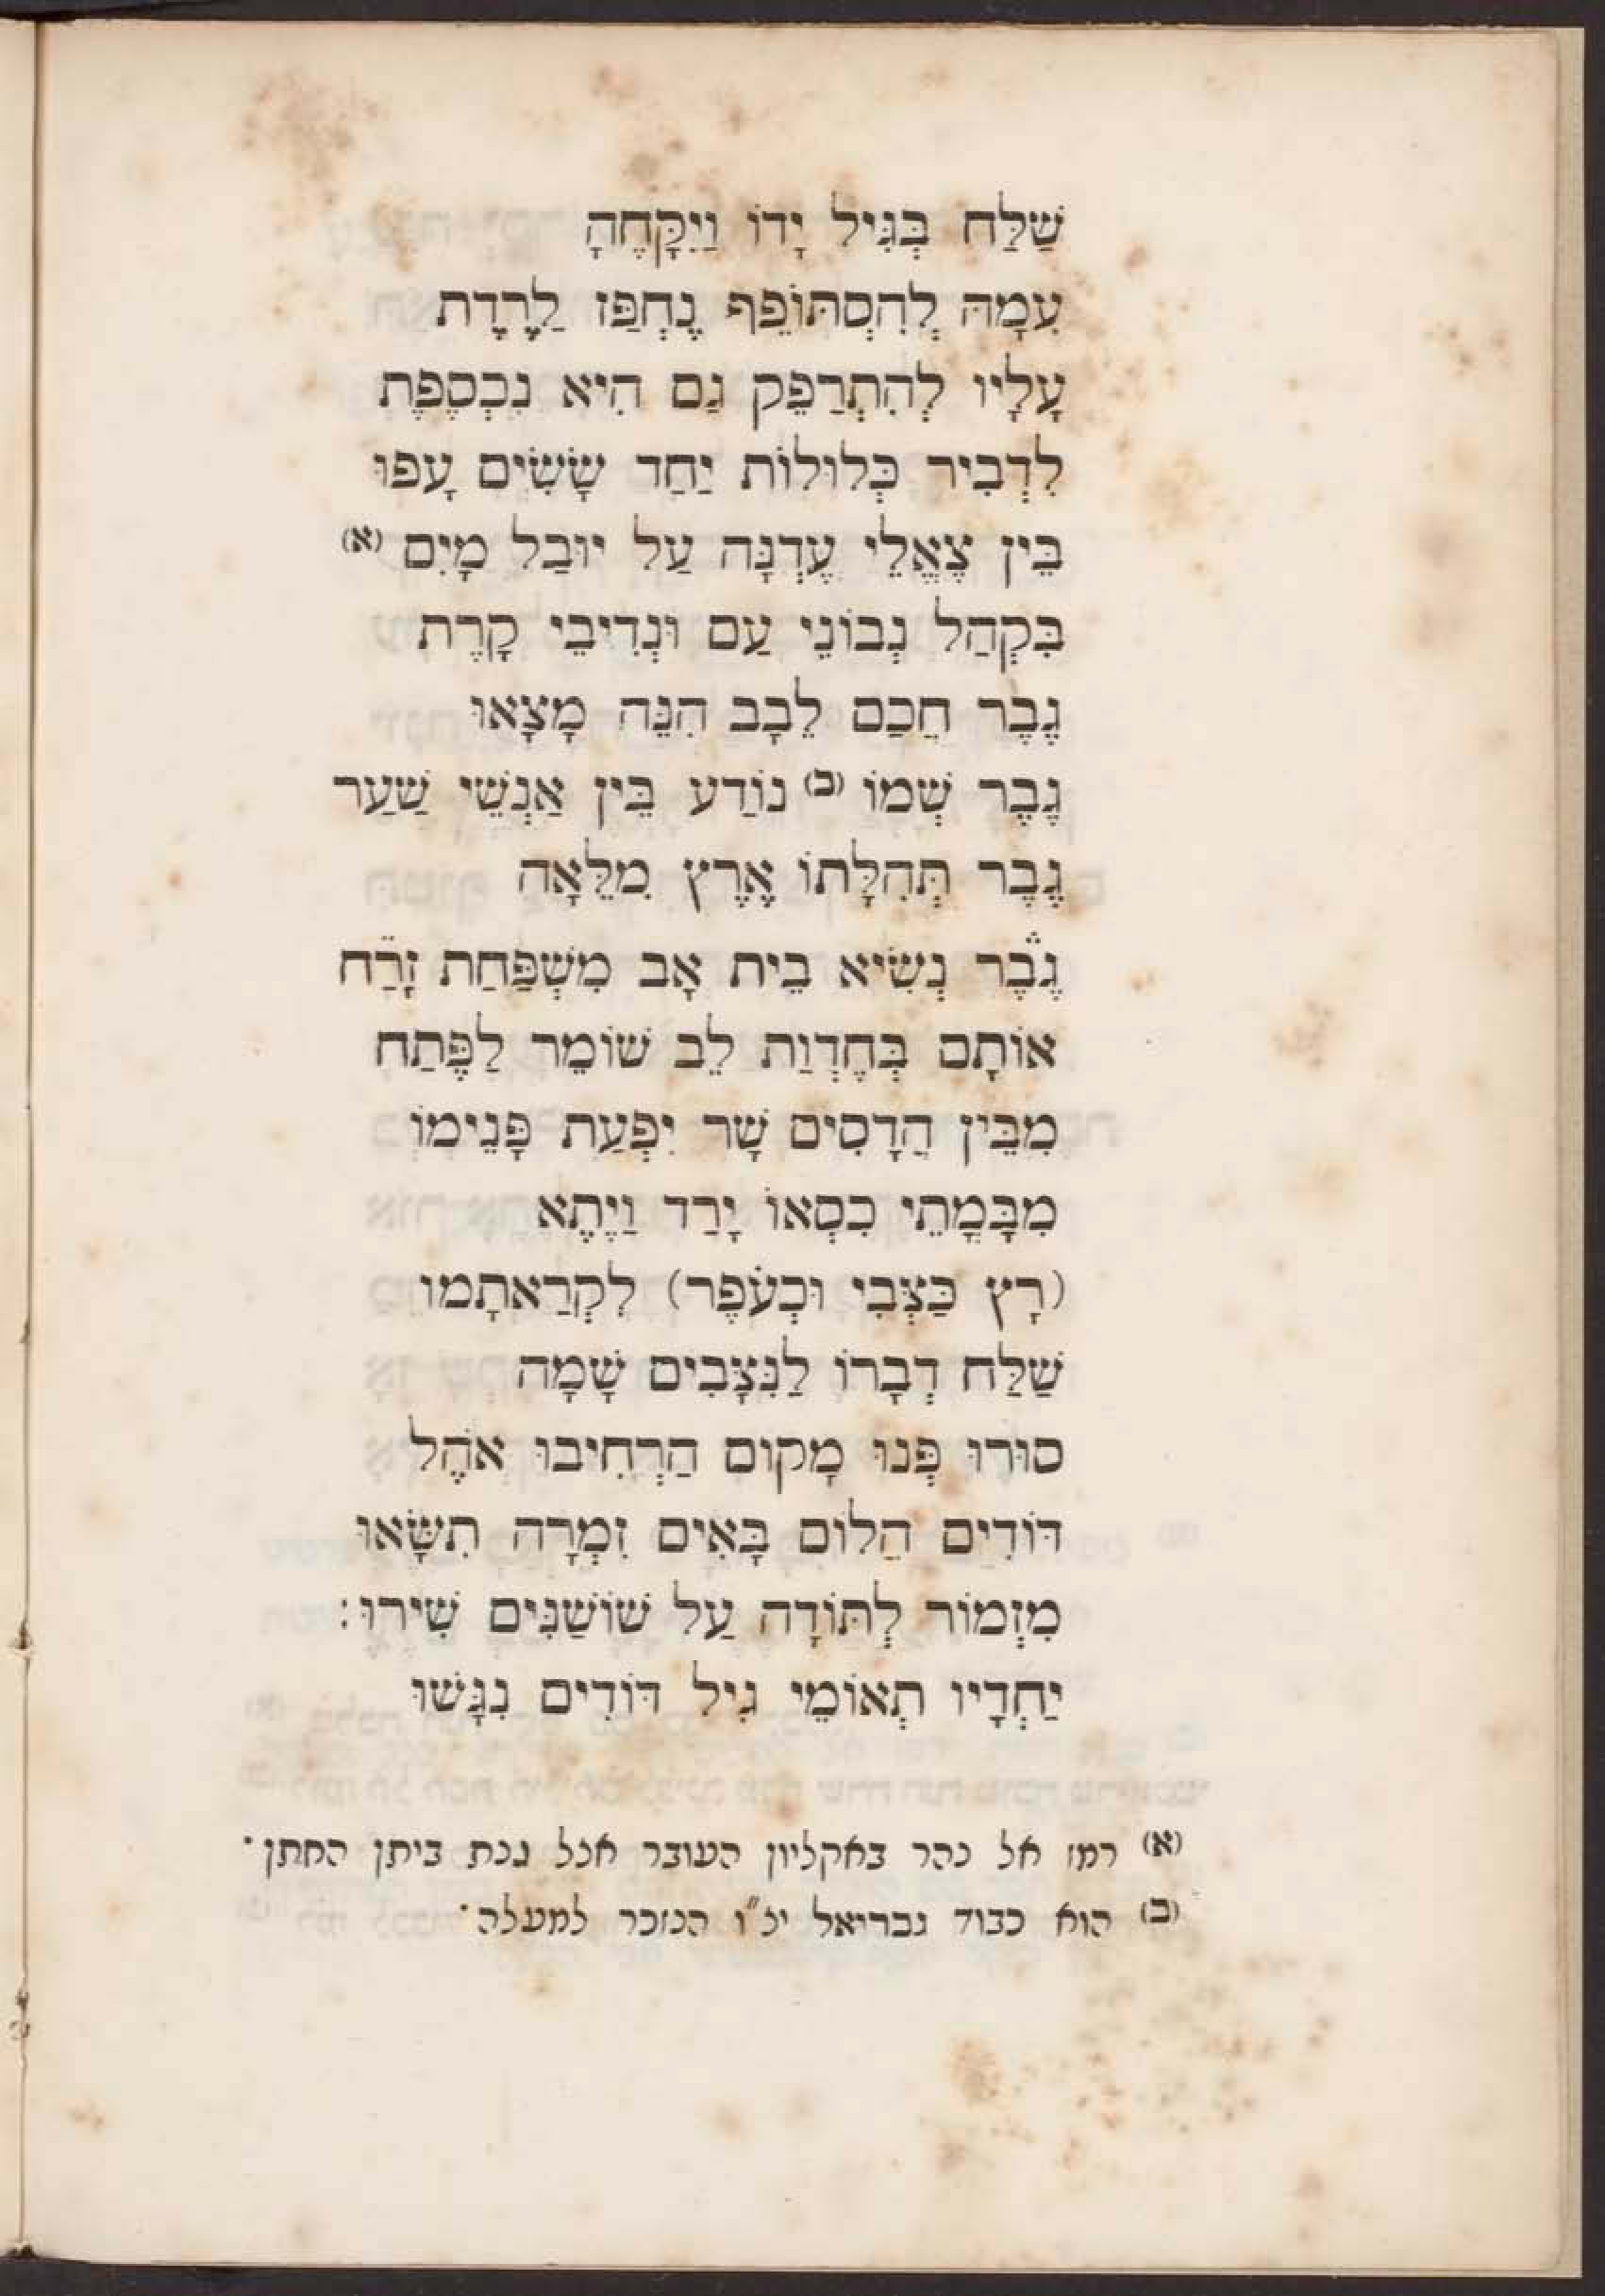 שַׁלַּח בְּגִּיל יָדוֹ וַיִקָּחֶהָ
עִמָהּ לְהִסְתּוֹפֵף נֶחְפַּז לָרֶדֶת
עָלָיו לְהִתְרַפֵּק גַם הִיא נִכְסֶפֶת
לִדְבִיר כְּלוּלוֹת יַחַד שָׂשִׂים עָפוּ
בֵּין צֶאֱלֵי עֶדְנָּה עַל יוּבַל מָיִם (א)
בִּקְהַל נְבוֹנֵי עַם וּנְדִיבֵי קָרֶת
גֶבֶר חֲכַם לֵבָב הִנֵּה מָצָאוּ
גֶבֶר שְׁמוֹ (ב) נוֹדַע בֵּין אַנְשֵׁי שַׁעַר
גֶבֶר תְּהִלָּתוֹ אֶרֶץ מִלֵּאָה
גֶ֗בֶ֗ר נְשִׂיא בֵית אָב מִשְׁפַּחַת זָרַ֗ח
אוֹתָם בְּחֶדְוַת לֵב שׁוֹמֵר לַפֶּתַח
מִבֵּין הֲדָסִים שָׁר יִפְעַת פָּנֵימוֹ
מִבָּמֳתֵי כִסְאוֹ יָרַד וַיֶּתֶא
(רָץ כַּצְּבִי וּכְעֹפֶר) לִקְרַאתָמוּ
שַׁלַּח דְּבָרוֹ לַנִּצָּבִים שָׁמָּה
סוּרוּ פְּנוּ מָקוֹם הַרְחִיבוּ אֹהֶל
דּוֹדִים הֲלוֹם בָּאִים זִמְרָה תִּשָּׂאוּ
מִזְמוֹר לְתּוֹדָה עַל שׁוֹשַׁנִּים שִׁירוּ:
יַחְדָיו תְאוֹמֵי גִיל דּוֹדִים נִגָּשׁוּ
(א) רמז אל נהר באקליון העובר אצל גנת ביתן החתן·
(ב) הוא כבוד גבריאל יצ"ו הנזכר למעלה·